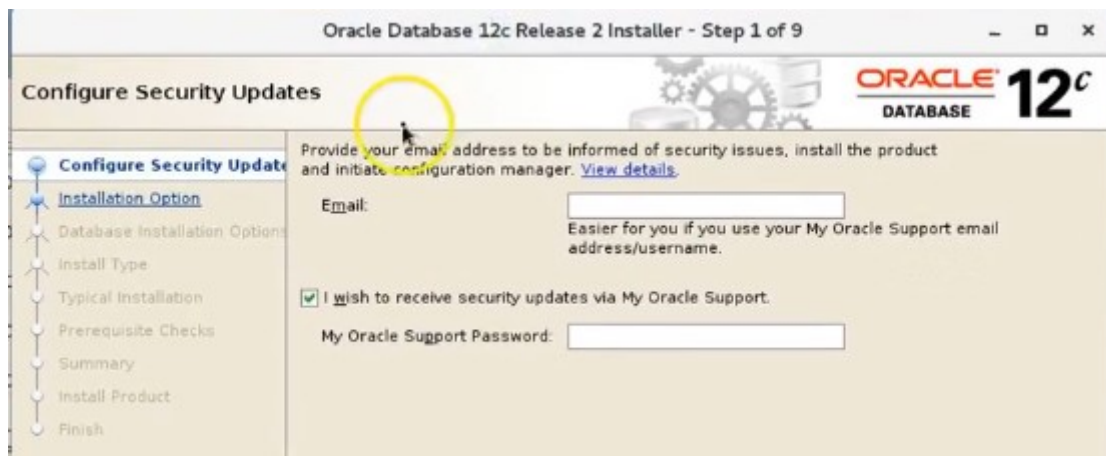 Oracle Database 12c Release 2 Installer - Step 1 of 9
Configure Security Updates
ORACLE
DATABASE
12c
Configure Security Update
Installation Option
Database Installation Options
Install Type
Typical Installation
Prerequisite Checks
Summary
Install Product
Finish
Provide your email address to be informed of security issues, install the product
and initiate configuration manager. View details.
Email:
Easier for you if you use your My Oracle Support email
address/username.
I wish to receive security updates via My Oracle Support.
My Oracle Support Password: